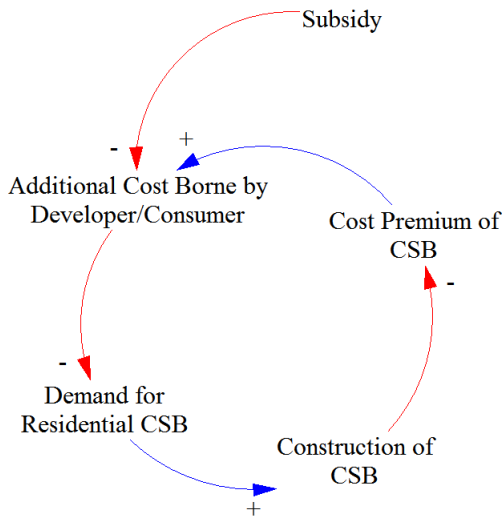 Subsidy
-
+
Additional Cost Borne by
Developer/Consumer
Cost Premium of
CSB
-
-
Demand for
Residential CSB
Construction of
CSB
+